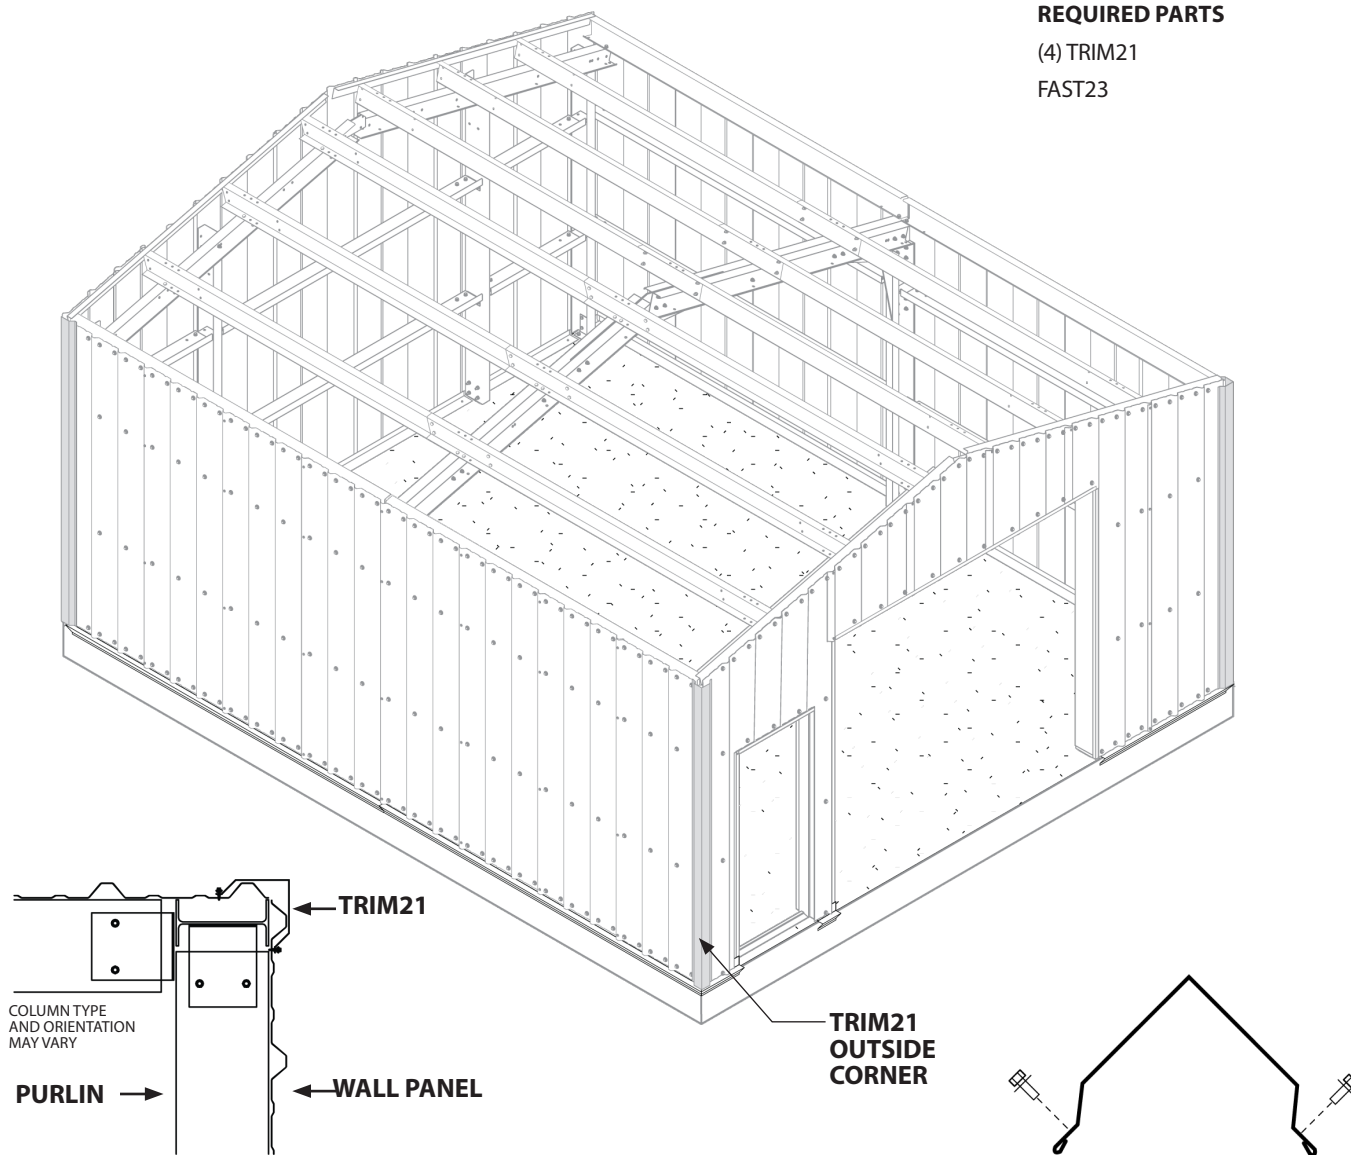 REQUIRED PARTS
(4) TRIM21
FAST23
TRIM21
COLUMN TYPE
AND ORIENTATION
MAY VARY
PURLIN
WALL PANEL
TRIM21
OUTSIDE
CORNER